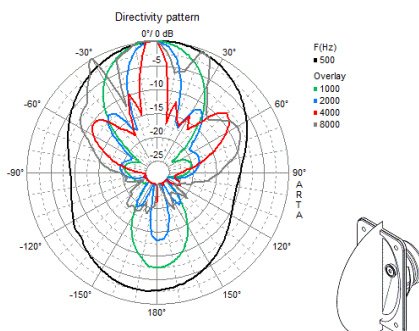 Directivity pattern
0°/ 0 dB
-30°
30°
-5
-10
-15
-20
-25
-60°
60°
-90°
90°
-120°
120°
-150°
150°
180°
F(Hz)
500
Overlay
1000
2000
4000
8000
A
R
T
A